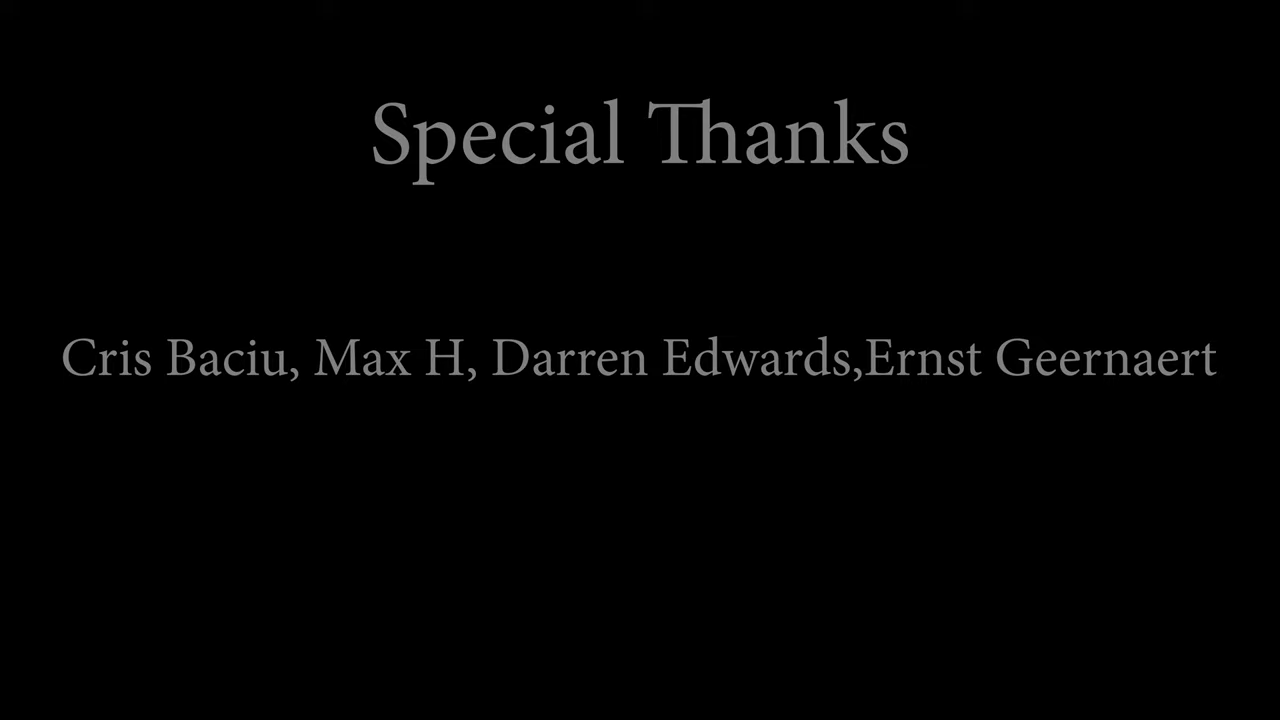 Special Thanks
Cris Baciu, Max H, Darren Edwards,Ernst Geernaert